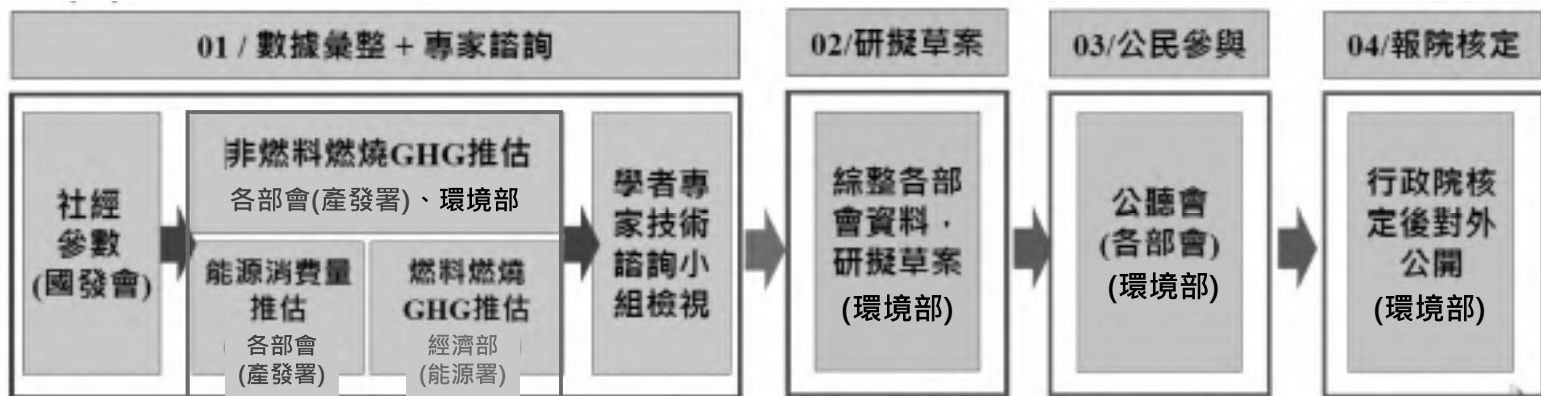 01 / 數據彙整 + 專家諮詢
社經
參數
(國發會)
非燃料燃燒GHG推估
各部會(產發署)、環境部
能源消費量
推估
各部會
(產發署)
燃料燃燒
GHG推估
經濟部
(能源署)
學者專
家技術
諮詢小
組檢視
02/研擬草案
綜整各部
會資料，
研擬草案
(環境部)
03/公民參與
公聽會
(各部會)
(環境部)
04/報院核定
行政院核
定後對外
公開
(環境部)